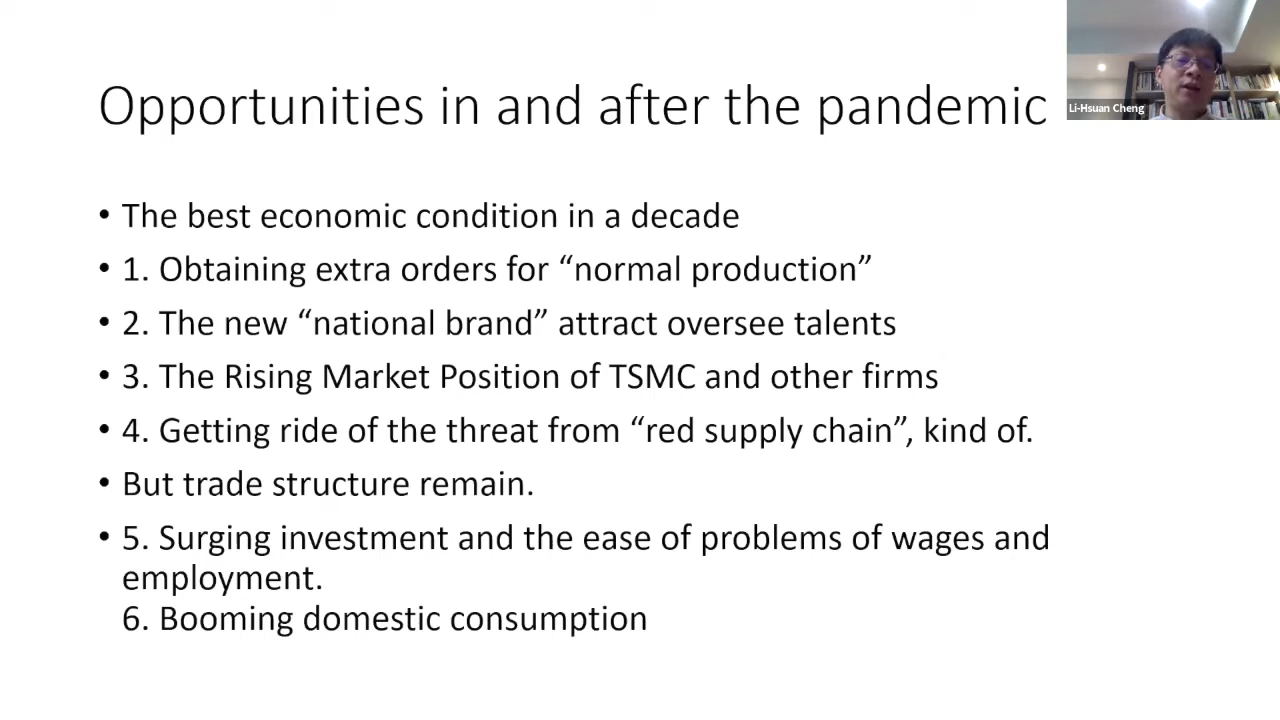 Opportunities in and after the pandemic
Li-Hsuan Cheng
• The best economic condition in a decade
• 1. Obtaining extra orders for “normal production”
• 2. The new “national brand” attract oversee talents
• 3. The Rising Market Position of TSMC and other firms
• 4. Getting ride of the threat from “red supply chain”, kind of.
• But trade structure remain.
• 5. Surging investment and the ease of problems of wages and
employment.
6. Booming domestic consumption